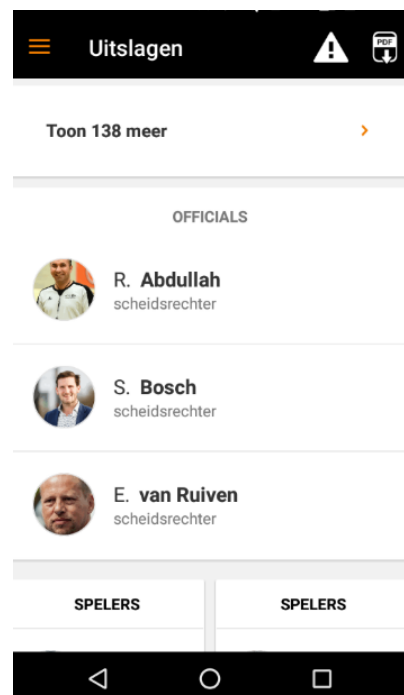 Uitslagen
PDF
Toon 138 meer
OFFICIALS
R. Abdullah
scheidsrechter
S. Bosch
scheidsrechter
E. van Ruiven
scheidsrechter
SPELERS SPELERS